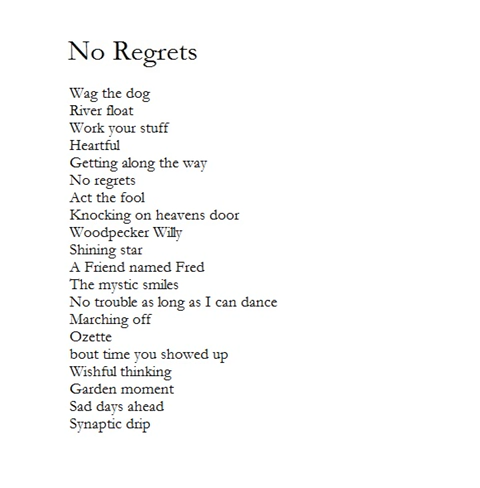 No Regrets
Wag the dog
River float
Work your stuff
Heartful
Getting along the way
No regrets
Act the fool
Knocking on heavens door
Woodpecker Willy
Shining star
A Friend named Fred
The mystic smiles
No trouble as long as I can dance
Marching off
Ozette
bout time you showed up
Wishful thinking
Garden moment
Sad days ahead
Synaptic drip